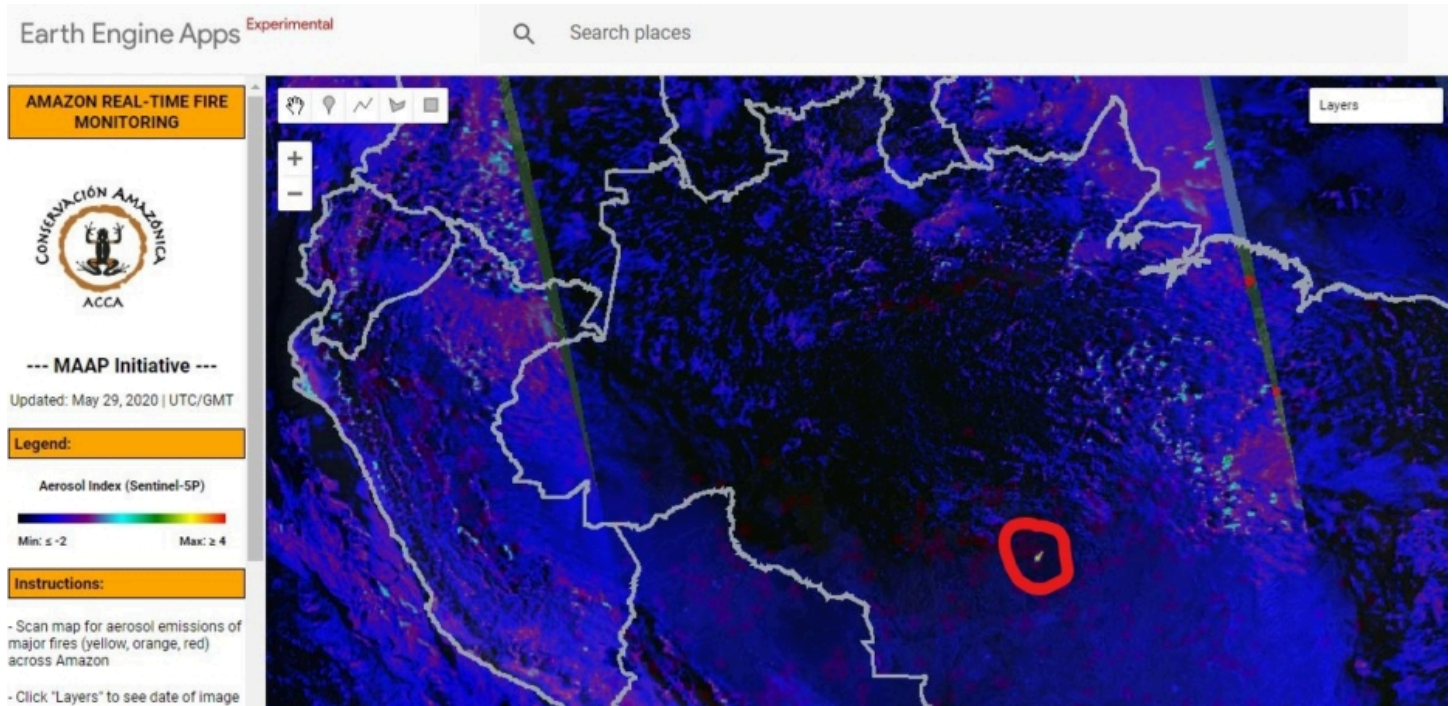 Earth Engine Apps Experimental
Search places
AMAZON REAL-TIME FIRE
MONITORING
CONSERVACIÓN AMAZÓNICA
ACCA
--- MAAP Initiative ---
Updated: May 29, 2020 | UTC/GMT
Legend:
Aerosol Index (Sentinel-5P)
Min: ≤ -2 Max: ≥ 4
Instructions:
- Scan map for aerosol emissions of
major fires (yellow, orange, red)
across Amazon
- Click "Layers" to see date of image
Layers